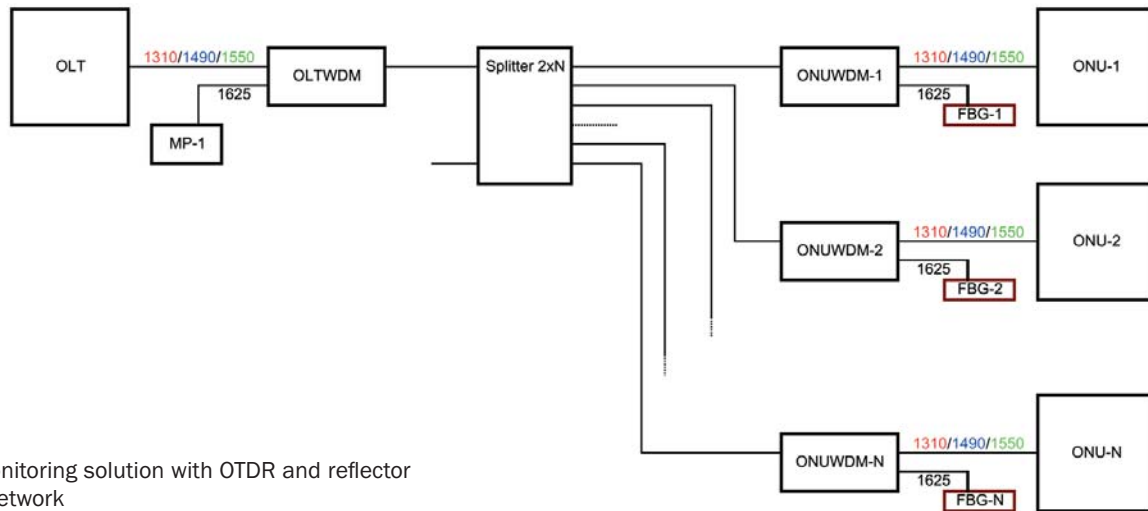 OLT
1310/1490/1550
1625
MP-1
OLTWDM
Splitter 2xN
ONUWDM-1
1310/1490/1550
1625
FBG-1
ONU-1
ONUWDM-2
1310/1490/1550
1625
FBG-2
ONU-2
ONUWDM-N
1310/1490/1550
1625
FBG-N
ONU-N
nitoring solution with OTDR and reflector
etwork